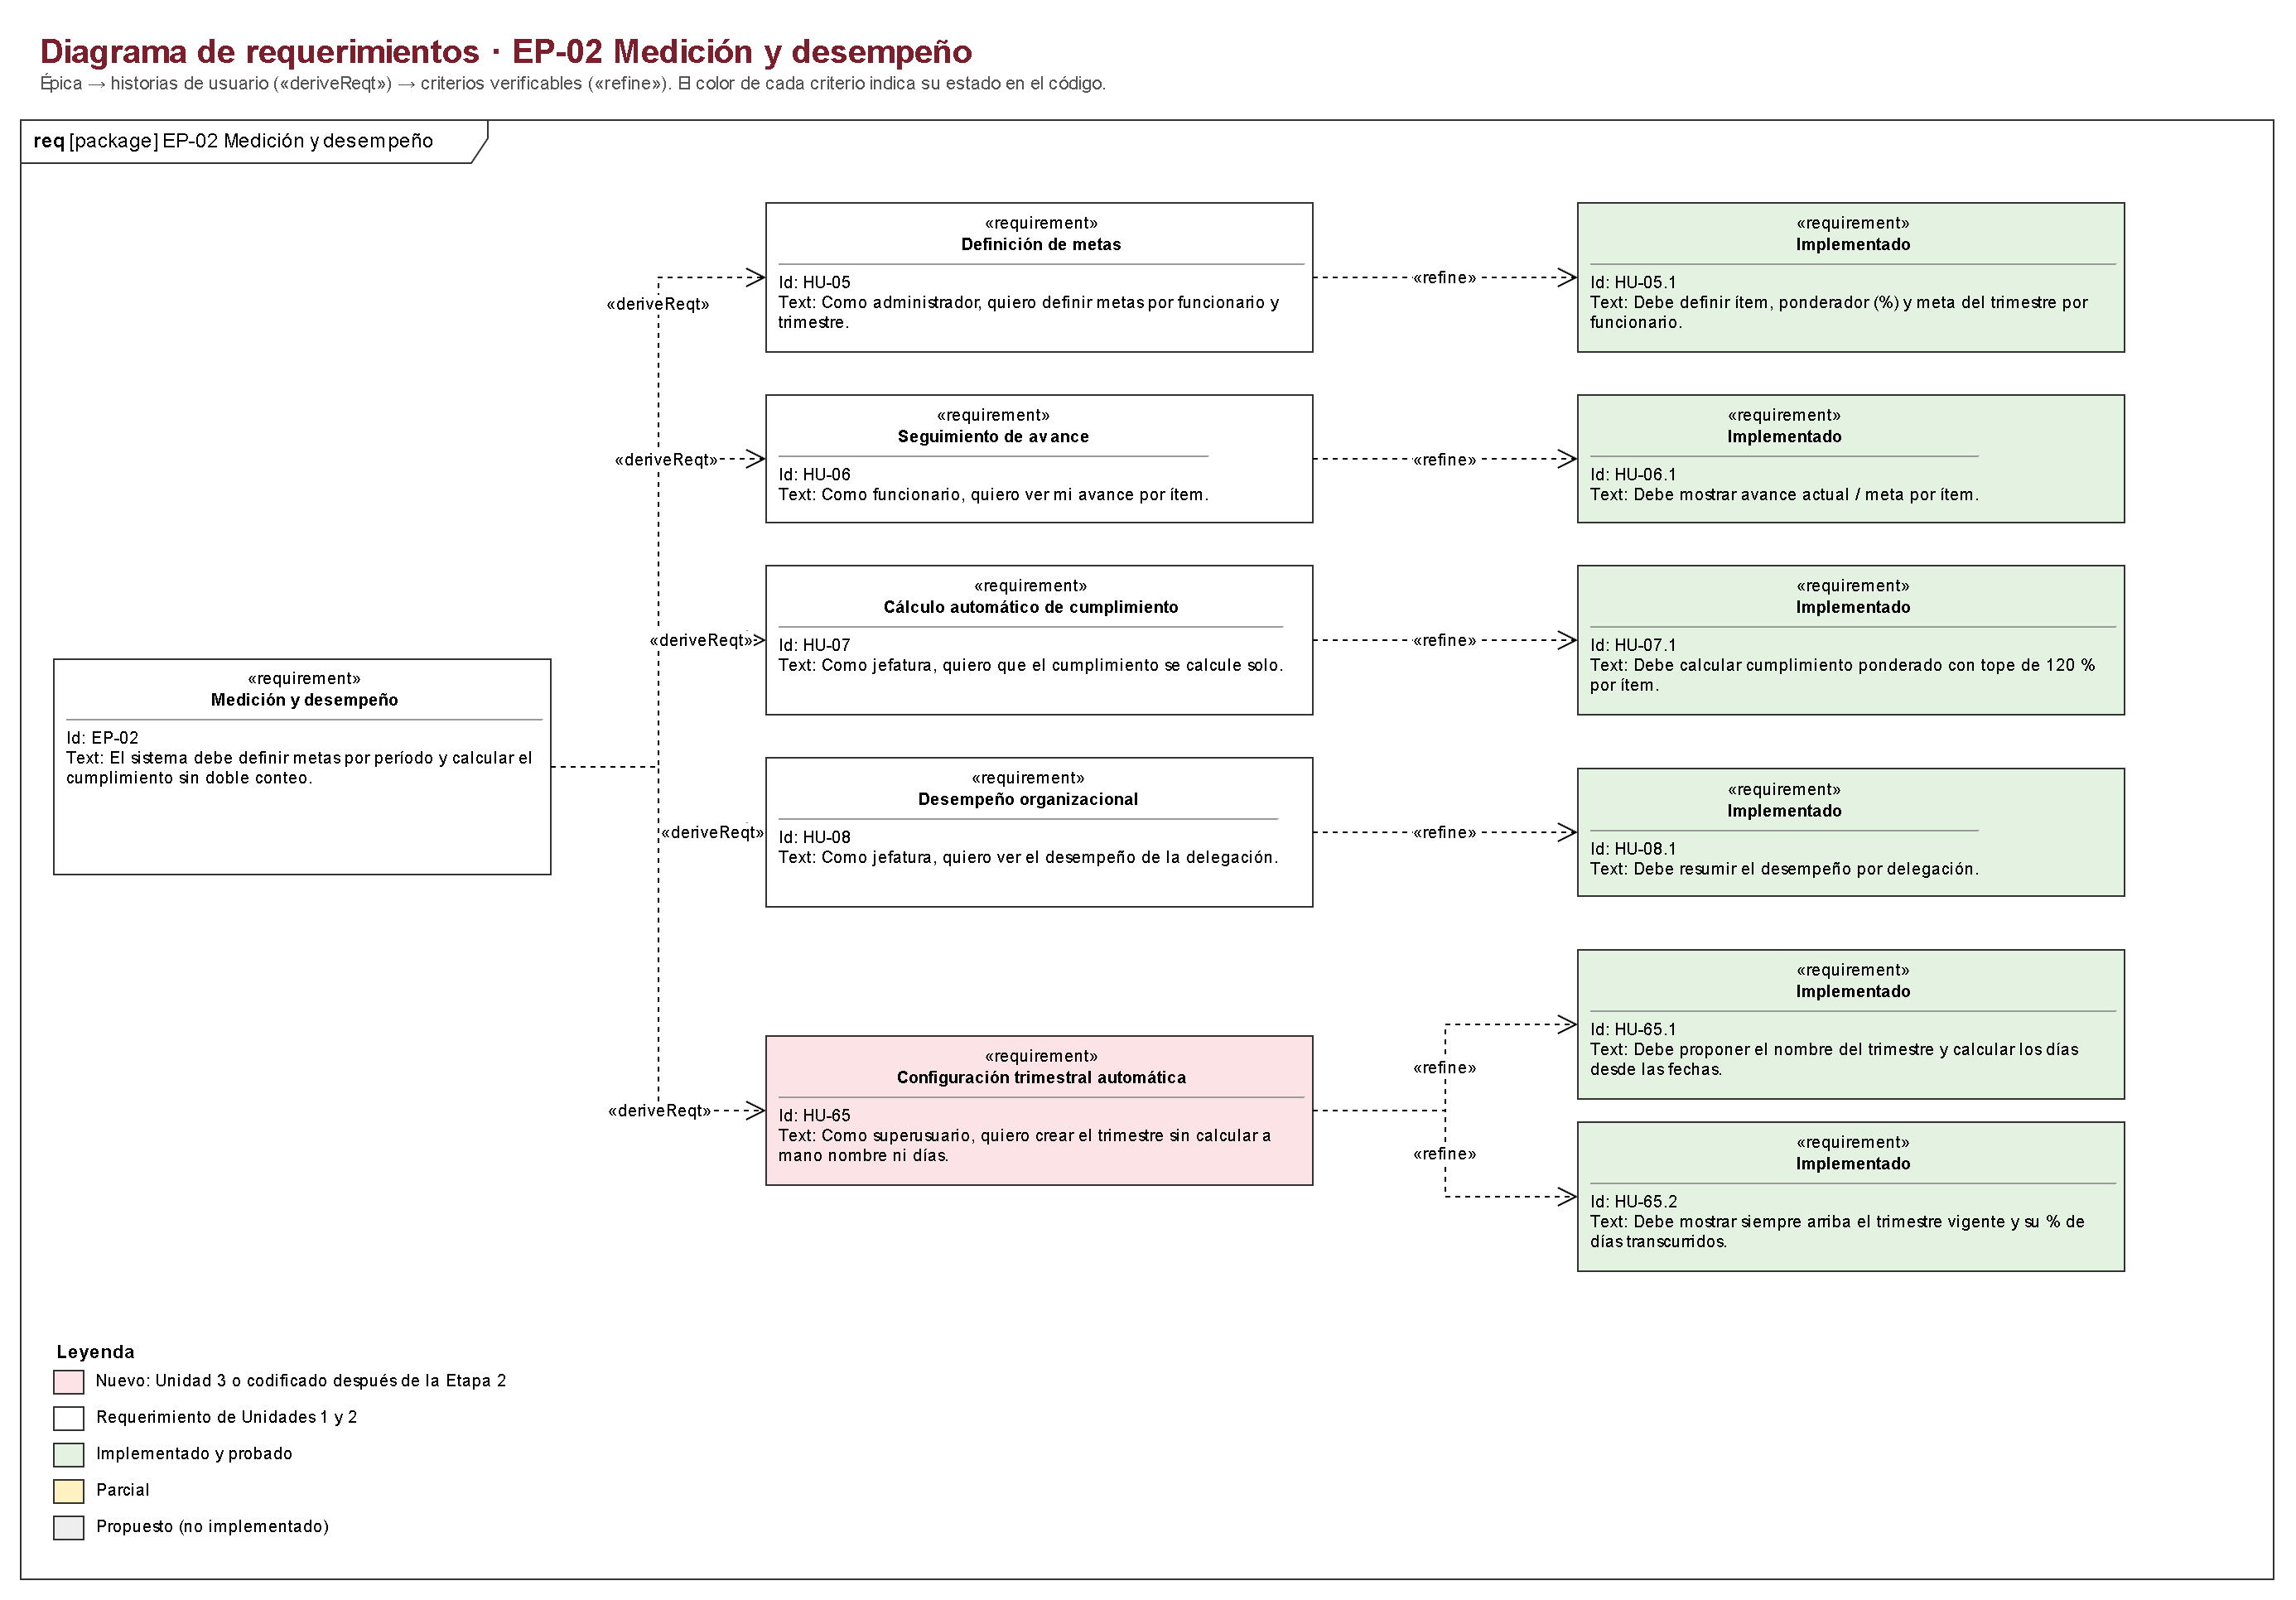 Diagrama de requerimientos · EP-02 Medición y desempeño
Épica → historias de usuario («deriveReqt») → criterios verificables («refine»). El color de cada criterio indica su estado en el código.
req [package] EP-02 Medición y desempeño
«requirement»
Medición y desempeño
Id: EP-02
Text: El sistema debe definir metas por período y calcular el
cumplimiento sin doble conteo.
«deriveReqt»
«deriveReqt»
«deriveReqt»
«deriveReqt»
«deriveReqt»
«requirement»
Definición de metas
Id: HU-05
Text: Como administrador, quiero definir metas por funcionario y
trimestre.
«refine»
«requirement»
Implementado
Id: HU-05.1
Text: Debe definir ítem, ponderador (%) y meta del trimestre por
funcionario.
«requirement»
Seguimiento de avance
Id: HU-06
Text: Como funcionario, quiero ver mi avance por ítem.
«refine»
«requirement»
Implementado
Id: HU-06.1
Text: Debe mostrar avance actual / meta por ítem.
«requirement»
Cálculo automático de cumplimiento
Id: HU-07
Text: Como jefatura, quiero que el cumplimiento se calcule solo.
«refine»
«requirement»
Implementado
Id: HU-07.1
Text: Debe calcular cumplimiento ponderado con tope de 120 %
por ítem.
«requirement»
Desempeño organizacional
Id: HU-08
Text: Como jefatura, quiero ver el desempeño de la delegación.
«refine»
«requirement»
Implementado
Id: HU-08.1
Text: Debe resumir el desempeño por delegación.
«requirement»
Configuración trimestral automática
Id: HU-65
Text: Como superusuario, quiero crear el trimestre sin calcular a
mano nombre ni días.
«refine»
«refine»
«requirement»
Implementado
Id: HU-65.1
Text: Debe proponer el nombre del trimestre y calcular los días
desde las fechas.
«requirement»
Implementado
Id: HU-65.2
Text: Debe mostrar siempre arriba el trimestre vigente y su % de
días transcurridos.
Leyenda
Nuevo: Unidad 3 o codificado después de la Etapa 2
Requerimiento de Unidades 1 y 2
Implementado y probado
Parcial
Propuesto (no implementado)